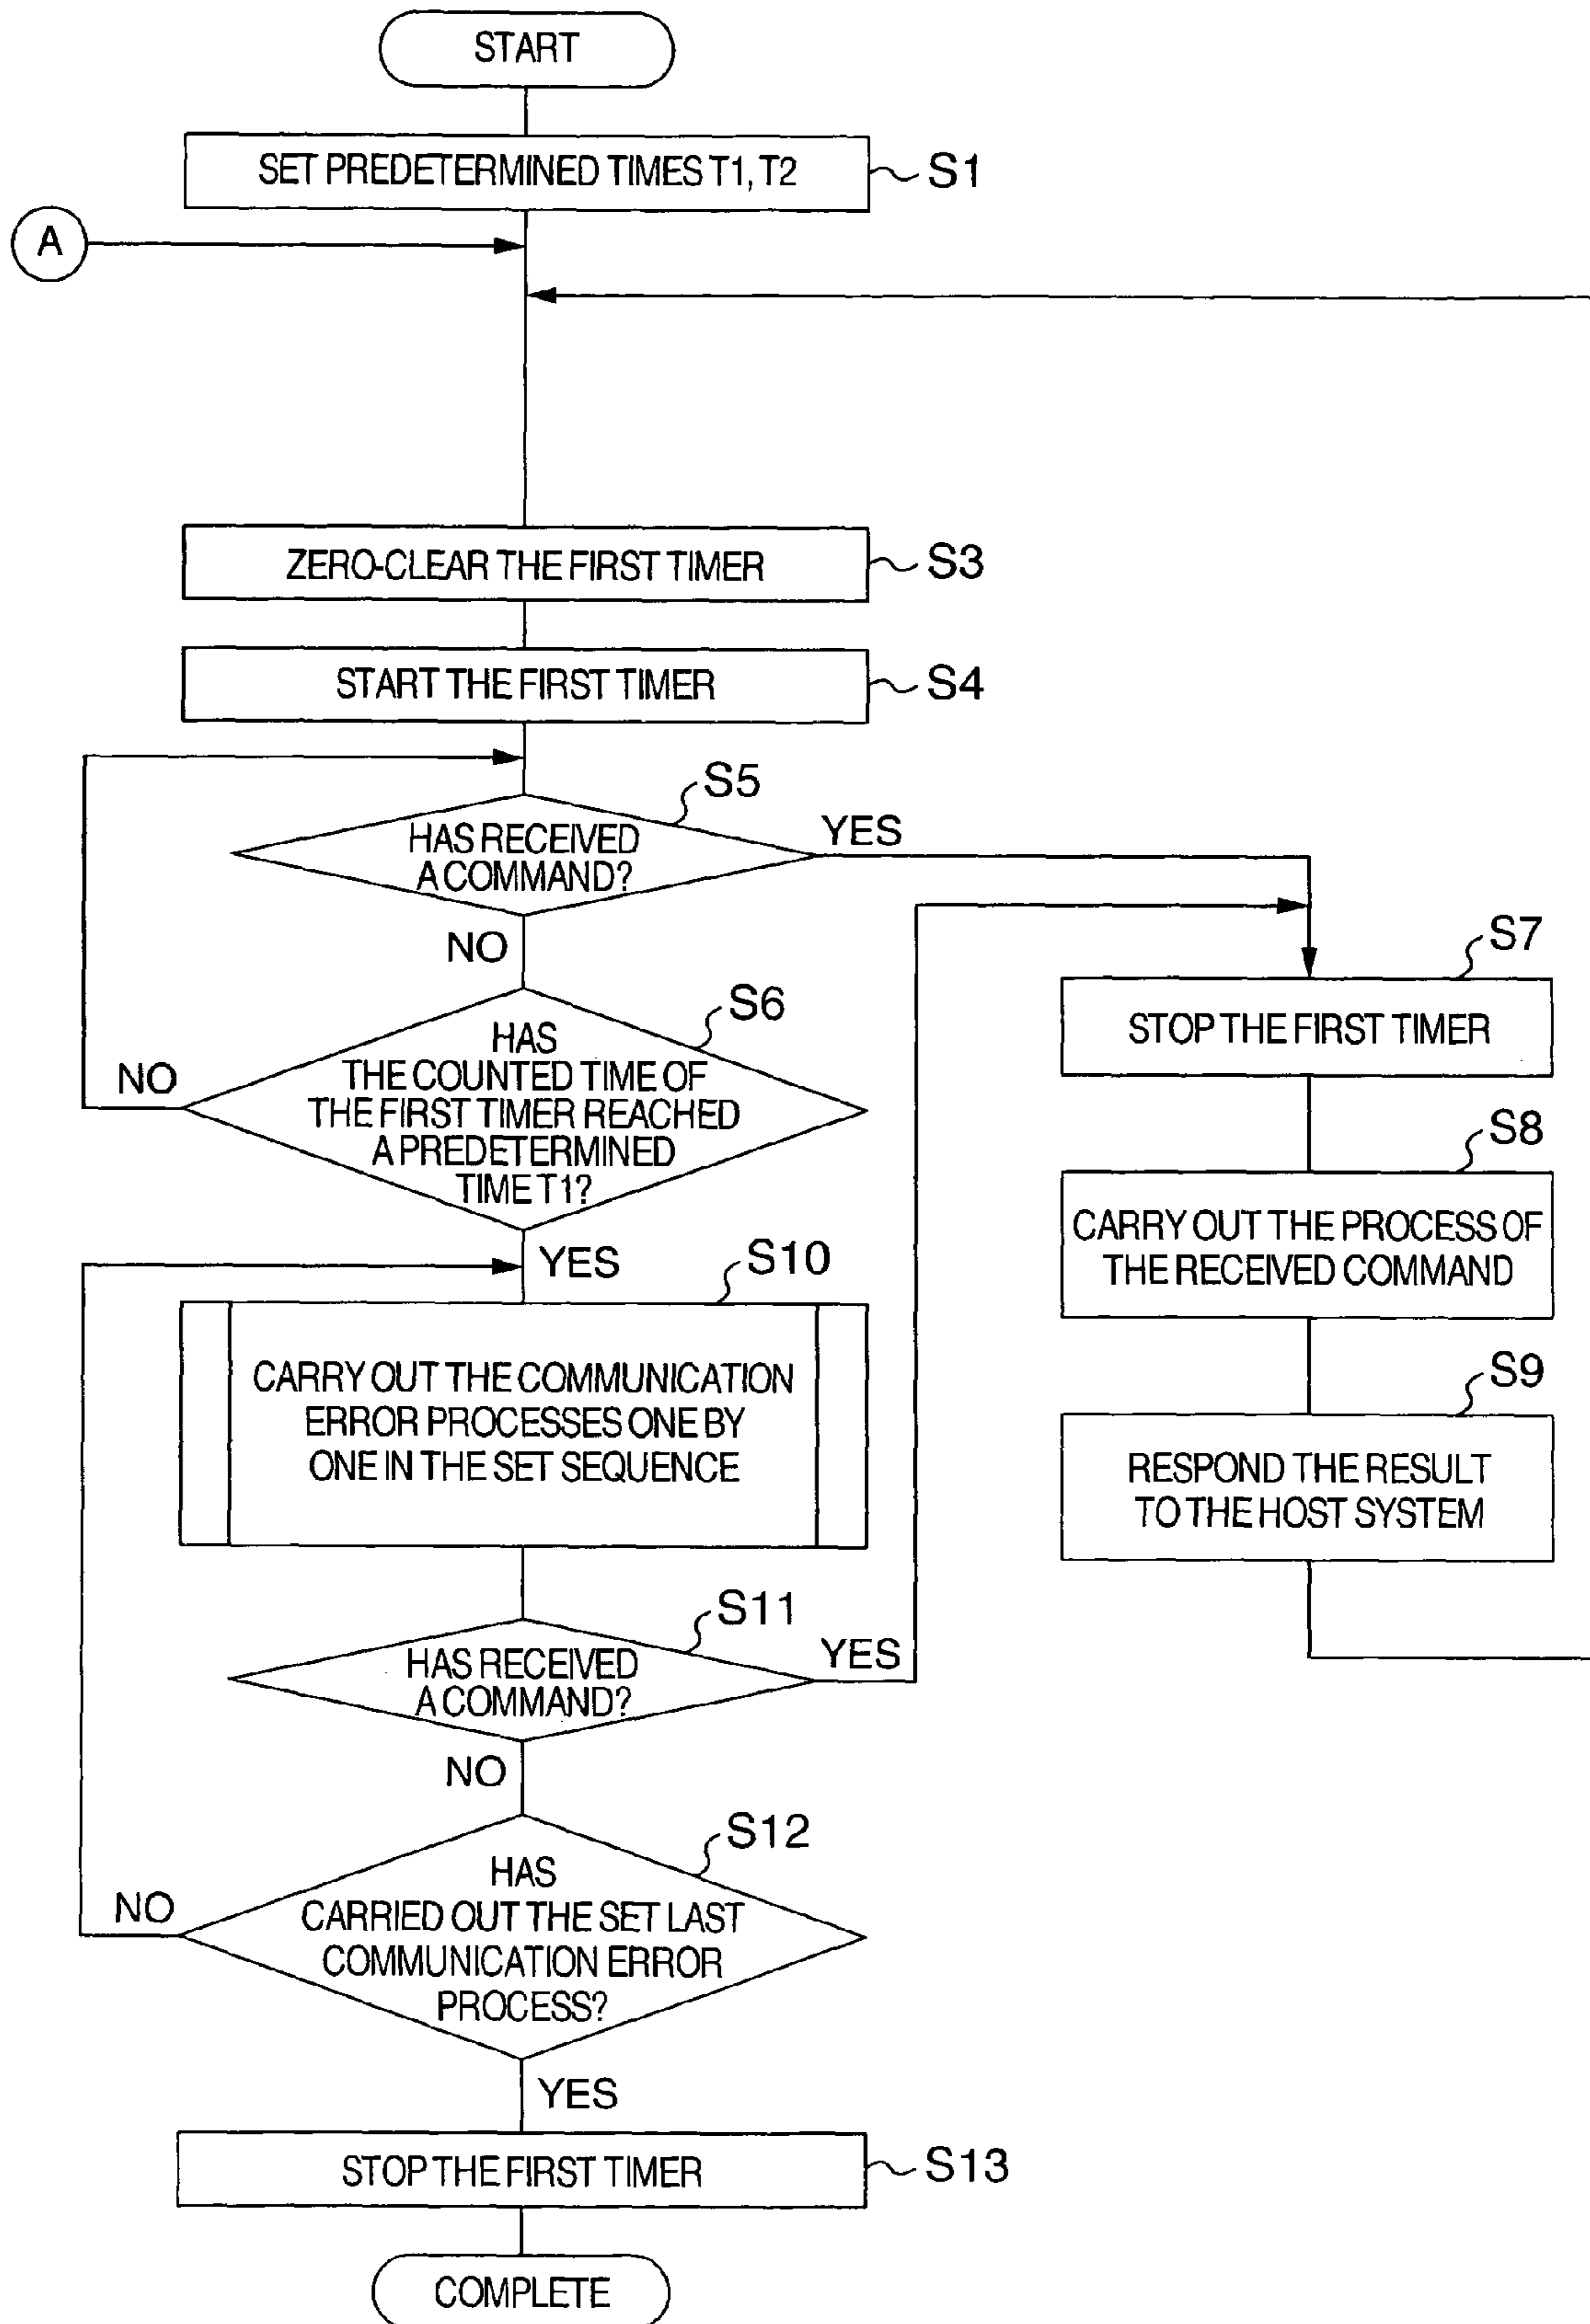 START
SET PREDETERMINED TIMES T1, T2
S1
A
ZERO-CLEAR THE FIRST TIMER
S3
START THE FIRST TIMER
S4
S5
HAS RECEIVED
A COMMAND?
YES
NO
S6
HAS
THE COUNTED TIME OF
THE FIRST TIMER REACHED
A PREDETERMINED
TIME T1?
NO
YES
S7
STOP THE FIRST TIMER
S8
CARRY OUT THE PROCESS OF
THE RECEIVED COMMAND
S9
RESPOND THE RESULT
TO THE HOST SYSTEM
S10
CARRY OUT THE COMMUNICATION
ERROR PROCESSES ONE BY
ONE IN THE SET SEQUENCE
S11
HAS RECEIVED
A COMMAND?
YES
NO
S12
HAS
CARRIED OUT THE SET LAST
COMMUNICATION ERROR
PROCESS?
NO
YES
STOP THE FIRST TIMER
S13
COMPLETE